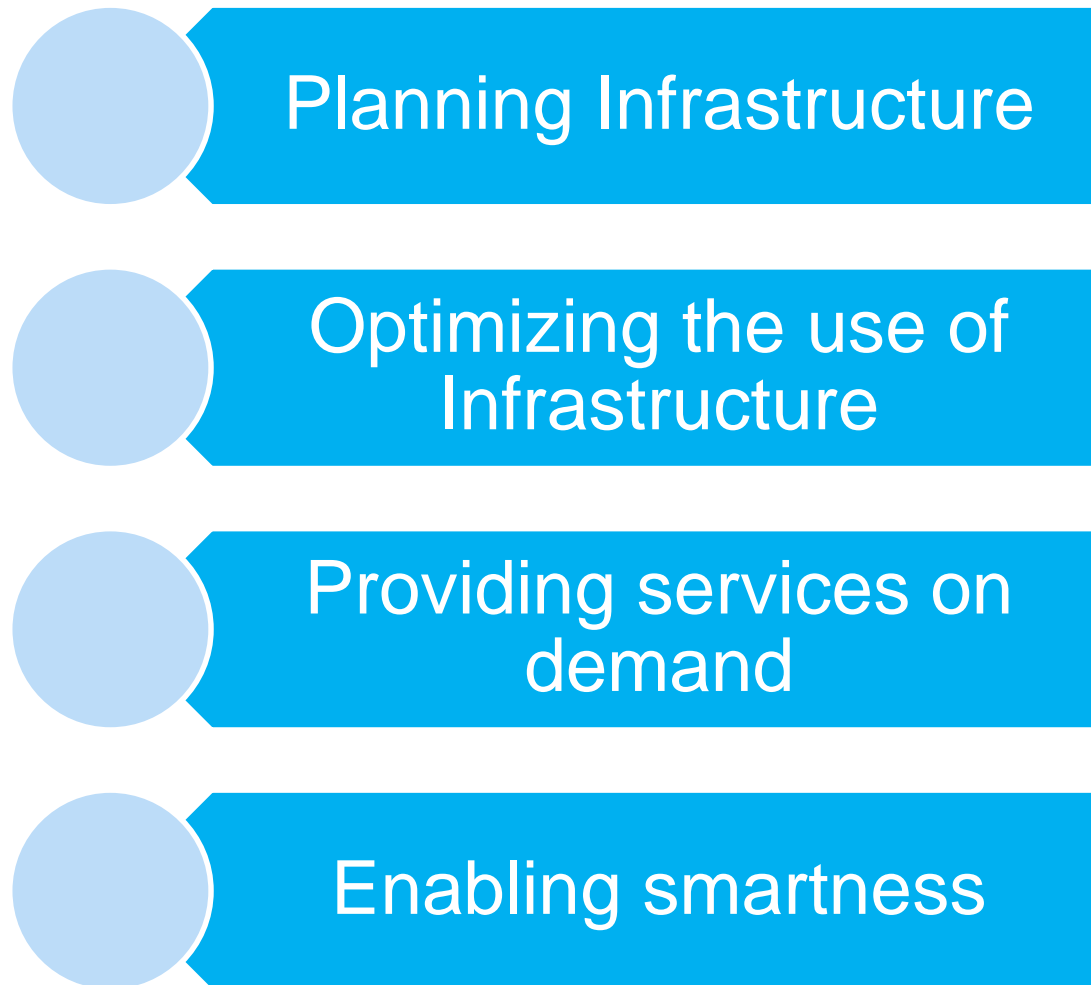 Planning Infrastructure
Optimizing the use of
Infrastructure
Providing services on
demand
Enabling smartness